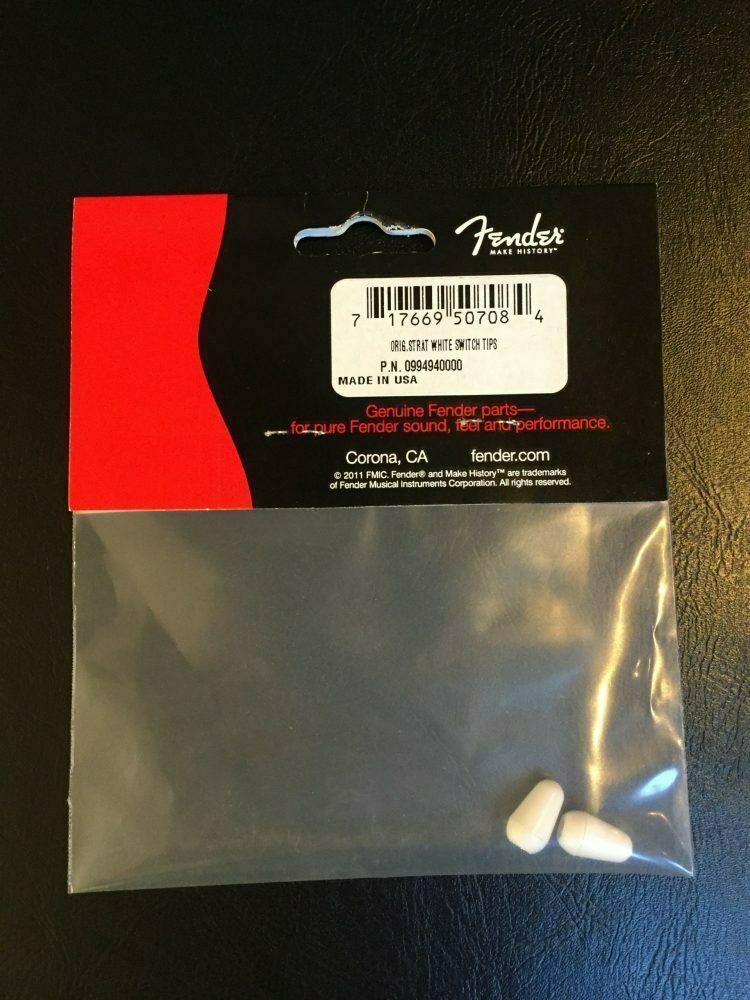 Fender
MAKE HISTORY™
7 17669 50708 4
ORIG.STRAT WHITE SWITCH TIPS
P.N. 0994940000
MADE IN USA
Genuine Fender parts—
for pure Fender sound, feel and performance.
Corona, CA fender.com
© 2011 FMIC. Fender® and Make History™ are trademarks
of Fender Musical Instruments Corporation. All rights reserved.